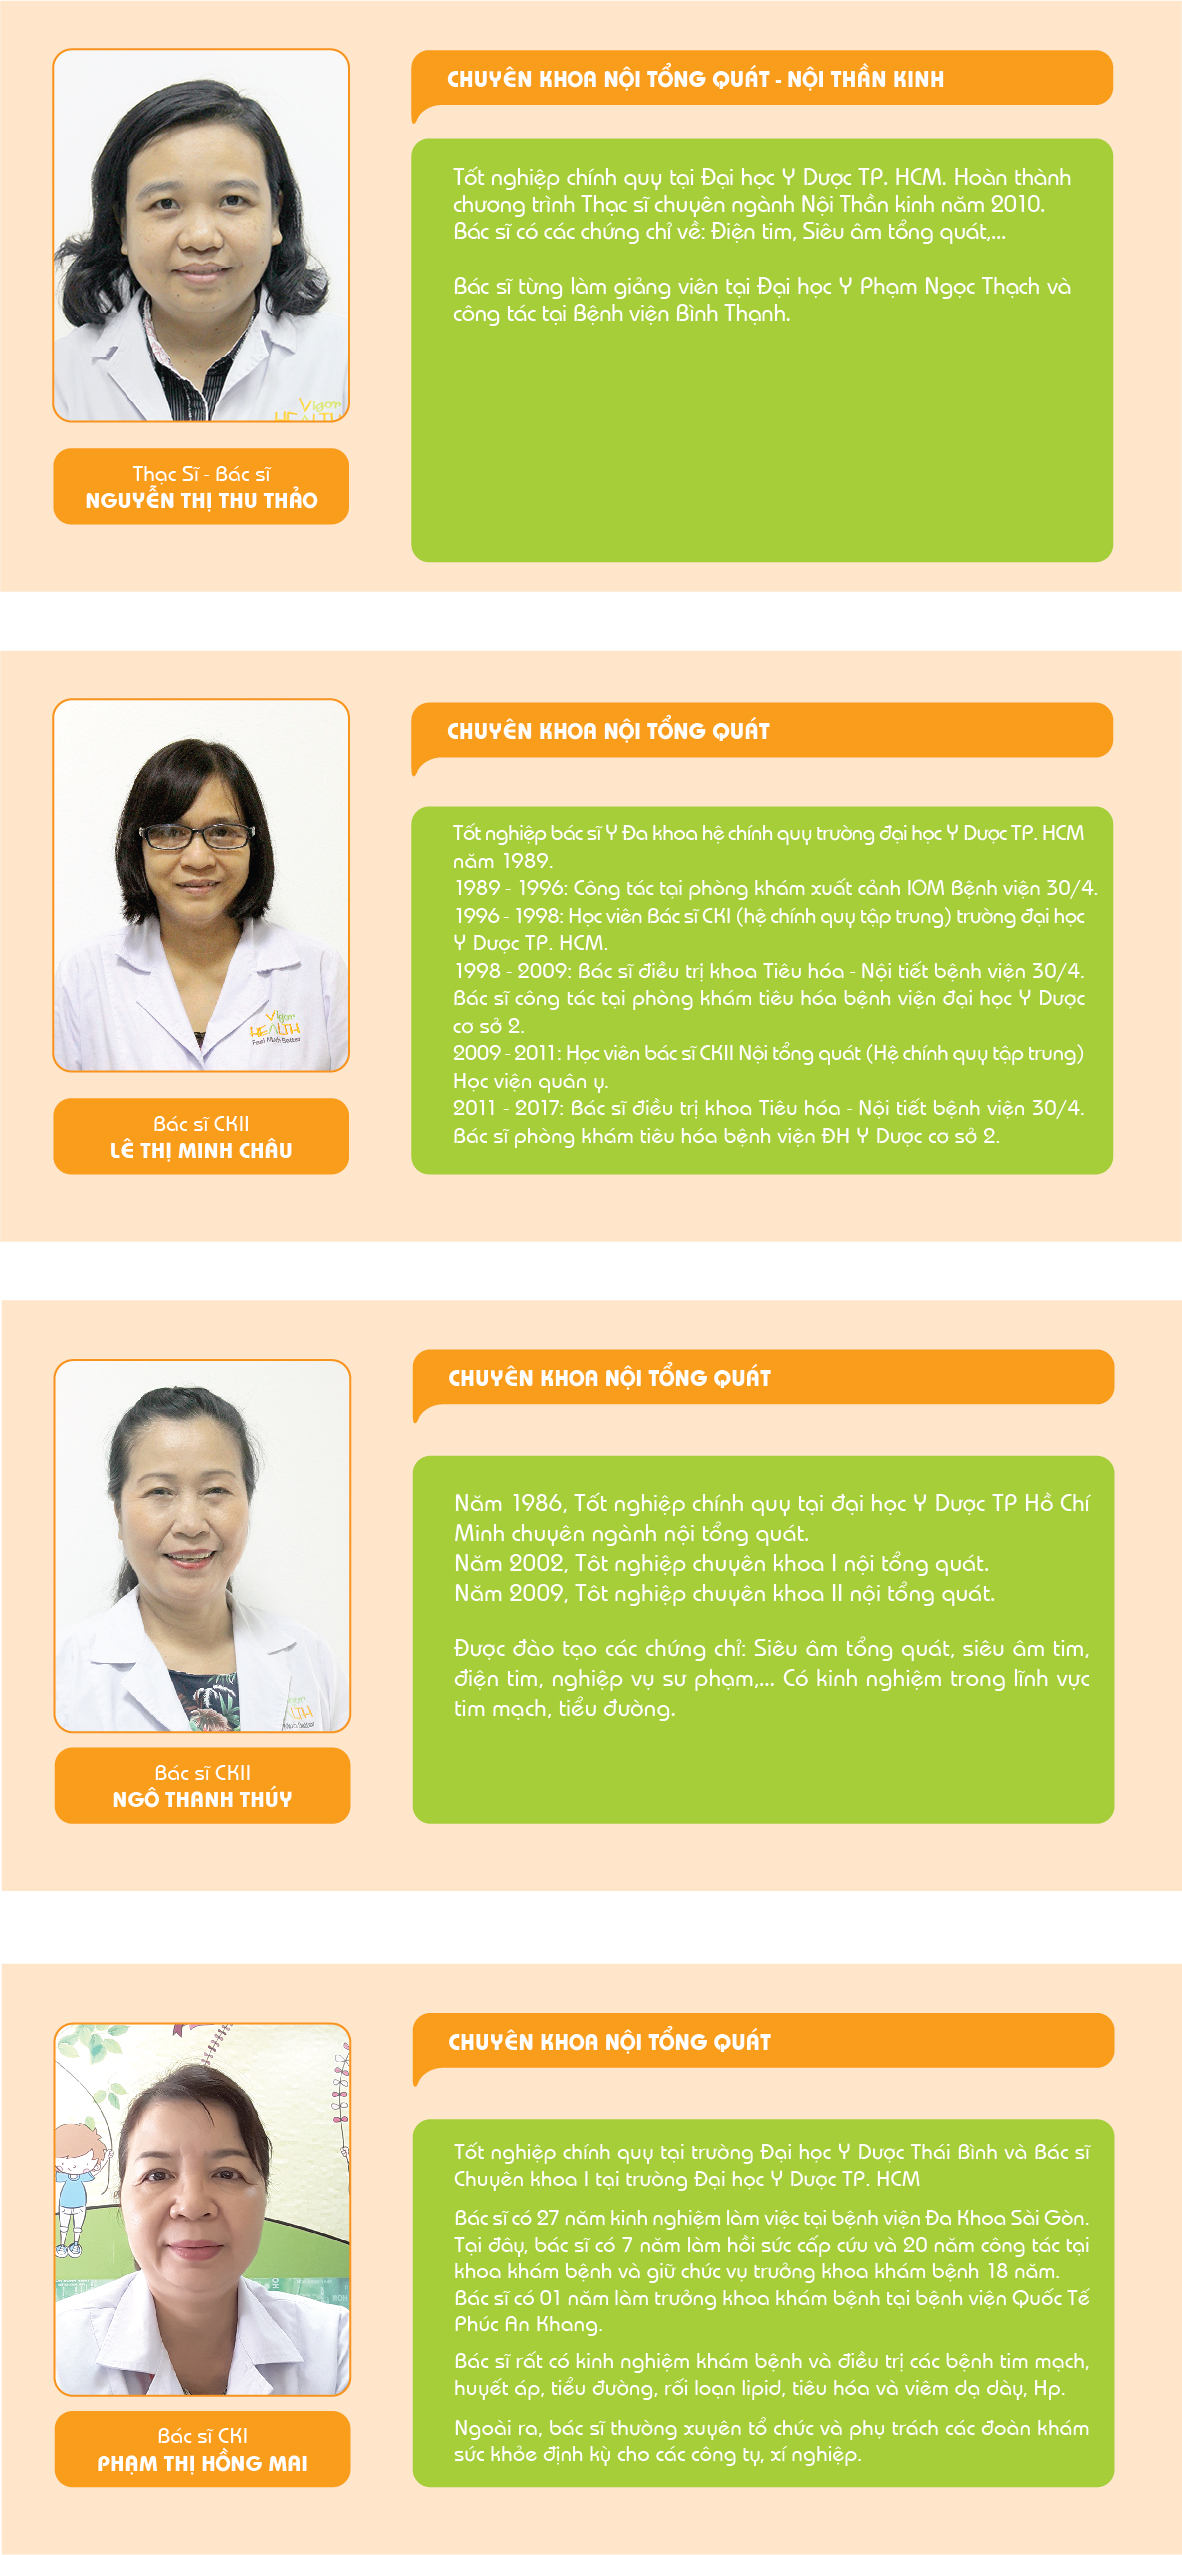 CHUYÊN KHOA NỘI TỔNG QUÁT - NỘI THẦN KINH
Tốt nghiệp chính quy tại Đại học Y Dược TP. HCM. Hoàn thành
chương trình Thạc sĩ chuyên ngành Nội Thần kinh năm 2010.
Bác sĩ có các chứng chỉ về: Điện tim, Siêu âm tổng quát,...
Bác sĩ từng làm giảng viên tại Đại học Y Phạm Ngọc Thạch và
công tác tại Bệnh viện Bình Thạnh.
Vigor
HEALTH
Thạc Sĩ - Bác sĩ
NGUYỄN THỊ THU THẢO
CHUYÊN KHOA NỘI TỔNG QUÁT
Tốt nghiệp bác sĩ Y Đa khoa hệ chính quy trường đại học Y Dược TP. HCM
năm 1989.
1989 - 1996: Công tác tại phòng khám xuất cảnh IOM Bệnh viện 30/4.
1996 - 1998: Học viên Bác sĩ CKI (hệ chính quy tập trung) trường đại học
Y Dược TP. HCM.
1998 - 2009: Bác sĩ điều trị khoa Tiêu hóa - Nội tiết bệnh viện 30/4.
Bác sĩ công tác tại phòng khám tiêu hóa bệnh viện đại học Y Dược
cơ sở 2.
2009 - 2011: Học viên bác sĩ CKII Nội tổng quát (Hệ chính quy tập trung)
Học viện quân y.
2011 - 2017: Bác sĩ điều trị khoa Tiêu hóa - Nội tiết bệnh viện 30/4.
Bác sĩ phòng khám tiêu hóa bệnh viện ĐH Y Dược cơ sở 2.
Vigor
HEALTH
Feel Much Better
Bác sĩ CKII
LÊ THỊ MINH CHÂU
CHUYÊN KHOA NỘI TỔNG QUÁT
Năm 1986, Tốt nghiệp chính quy tại đại học Y Dược TP Hồ Chí
Minh chuyên ngành nội tổng quát.
Năm 2002, Tôt nghiệp chuyên khoa I nội tổng quát.
Năm 2009, Tôt nghiệp chuyên khoa II nội tổng quát.
Được đào tạo các chứng chỉ: Siêu âm tổng quát, siêu âm tim,
điện tim, nghiệp vụ sư phạm,... Có kinh nghiệm trong lĩnh vực
tim mạch, tiểu đường.
Bác sĩ CKII
NGÔ THANH THÚY
CHUYÊN KHOA NỘI TỔNG QUÁT
Tốt nghiệp chính quy tại trường Đại học Y Dược Thái Bình và Bác sĩ
Chuyên khoa I tại trường Đại học Y Dược TP. HCM
Bác sĩ có 27 năm kinh nghiệm làm việc tại bệnh viện Đa Khoa Sài Gòn.
Tại đây, bác sĩ có 7 năm làm hồi sức cấp cứu và 20 năm công tác tại
khoa khám bệnh và giữ chức vụ trưởng khoa khám bệnh 18 năm.
Bác sĩ có 01 năm làm trưởng khoa khám bệnh tại bệnh viện Quốc Tế
Phúc An Khang.
Bác sĩ rất có kinh nghiệm khám bệnh và điều trị các bệnh tim mạch,
huyết áp, tiểu đường, rối loạn lipid, tiêu hóa và viêm dạ dày, Hp.
Ngoài ra, bác sĩ thường xuyên tổ chức và phụ trách các đoàn khám
sức khỏe định kỳ cho các công ty, xí nghiệp.
Bác sĩ CKI
PHẠM THỊ HỒNG MAI